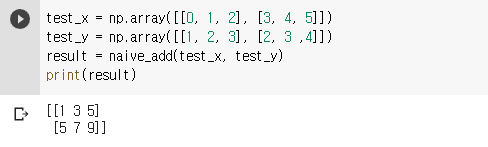 test_x = np.array([[0, 1, 2], [3, 4, 5]])
test_y = np.array([[1, 2, 3], [2, 3 ,4]])
result = naive_add(test_x, test_y)
print(result)
[[1 3 5]
 [5 7 9]]